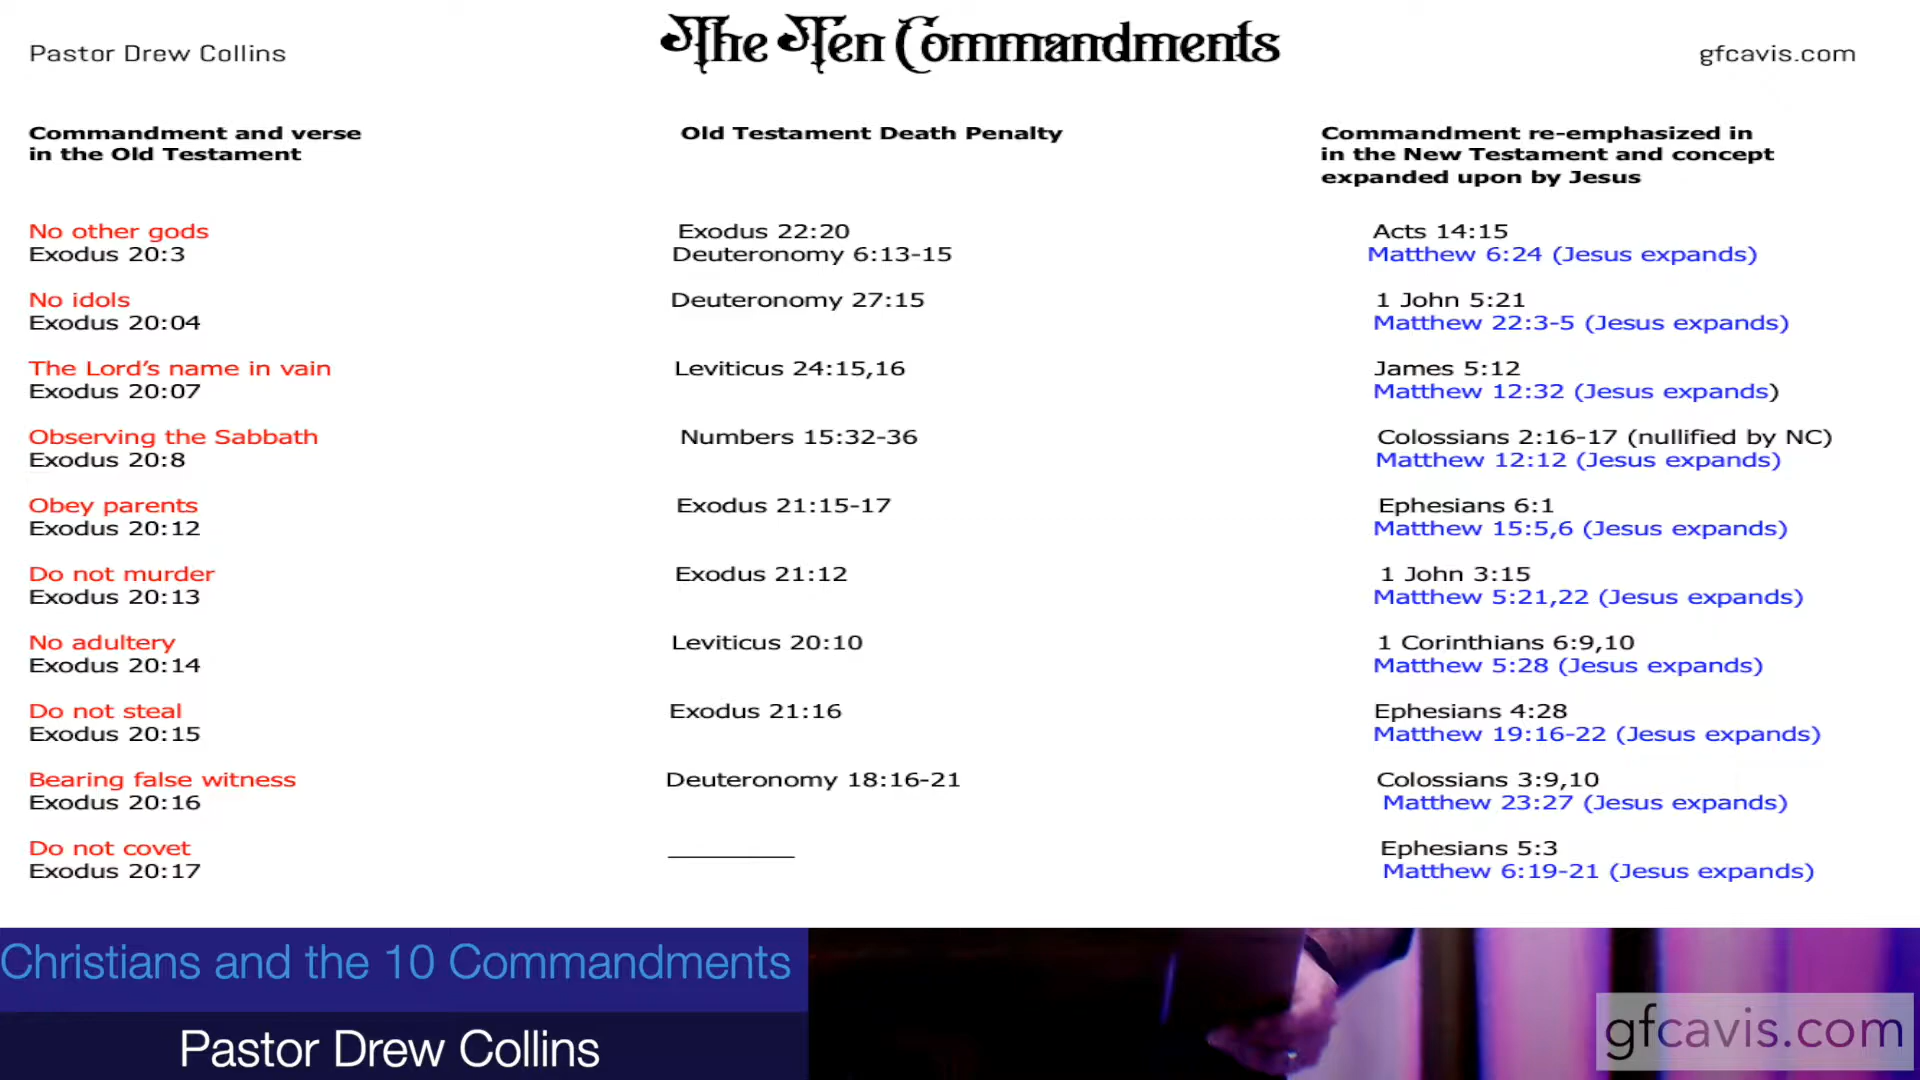 Pastor Drew Collins
The Ten Commandments
gfcavis.com
Commandment and verse
in the Old Testament
Old Testament Death Penalty
Commandment re-emphasized in
in the New Testament and concept
expanded upon by Jesus
No other gods
Exodus 20:3
Exodus 22:20
Deuteronomy 6:13-15
Acts 14:15
Matthew 6:24 (Jesus expands)
No idols
Exodus 20:04
Deuteronomy 27:15
1 John 5:21
Matthew 22:3-5 (Jesus expands)
The Lord’s name in vain
Exodus 20:07
Leviticus 24:15,16
James 5:12
Matthew 12:32 (Jesus expands)
Observing the Sabbath
Exodus 20:8
Numbers 15:32-36
Colossians 2:16-17 (nullified by NC)
Matthew 12:12 (Jesus expands)
Obey parents
Exodus 20:12
Exodus 21:15-17
Ephesians 6:1
Matthew 15:5,6 (Jesus expands)
Do not murder
Exodus 20:13
Exodus 21:12
1 John 3:15
Matthew 5:21,22 (Jesus expands)
No adultery
Exodus 20:14
Leviticus 20:10
1 Corinthians 6:9,10
Matthew 5:28 (Jesus expands)
Do not steal
Exodus 20:15
Exodus 21:16
Ephesians 4:28
Matthew 19:16-22 (Jesus expands)
Bearing false witness
Exodus 20:16
Deuteronomy 18:16-21
Colossians 3:9,10
Matthew 23:27 (Jesus expands)
Do not covet
Exodus 20:17
__________
Ephesians 5:3
Matthew 6:19-21 (Jesus expands)
Christians and the 10 Commandments
Pastor Drew Collins
gfcavis.com